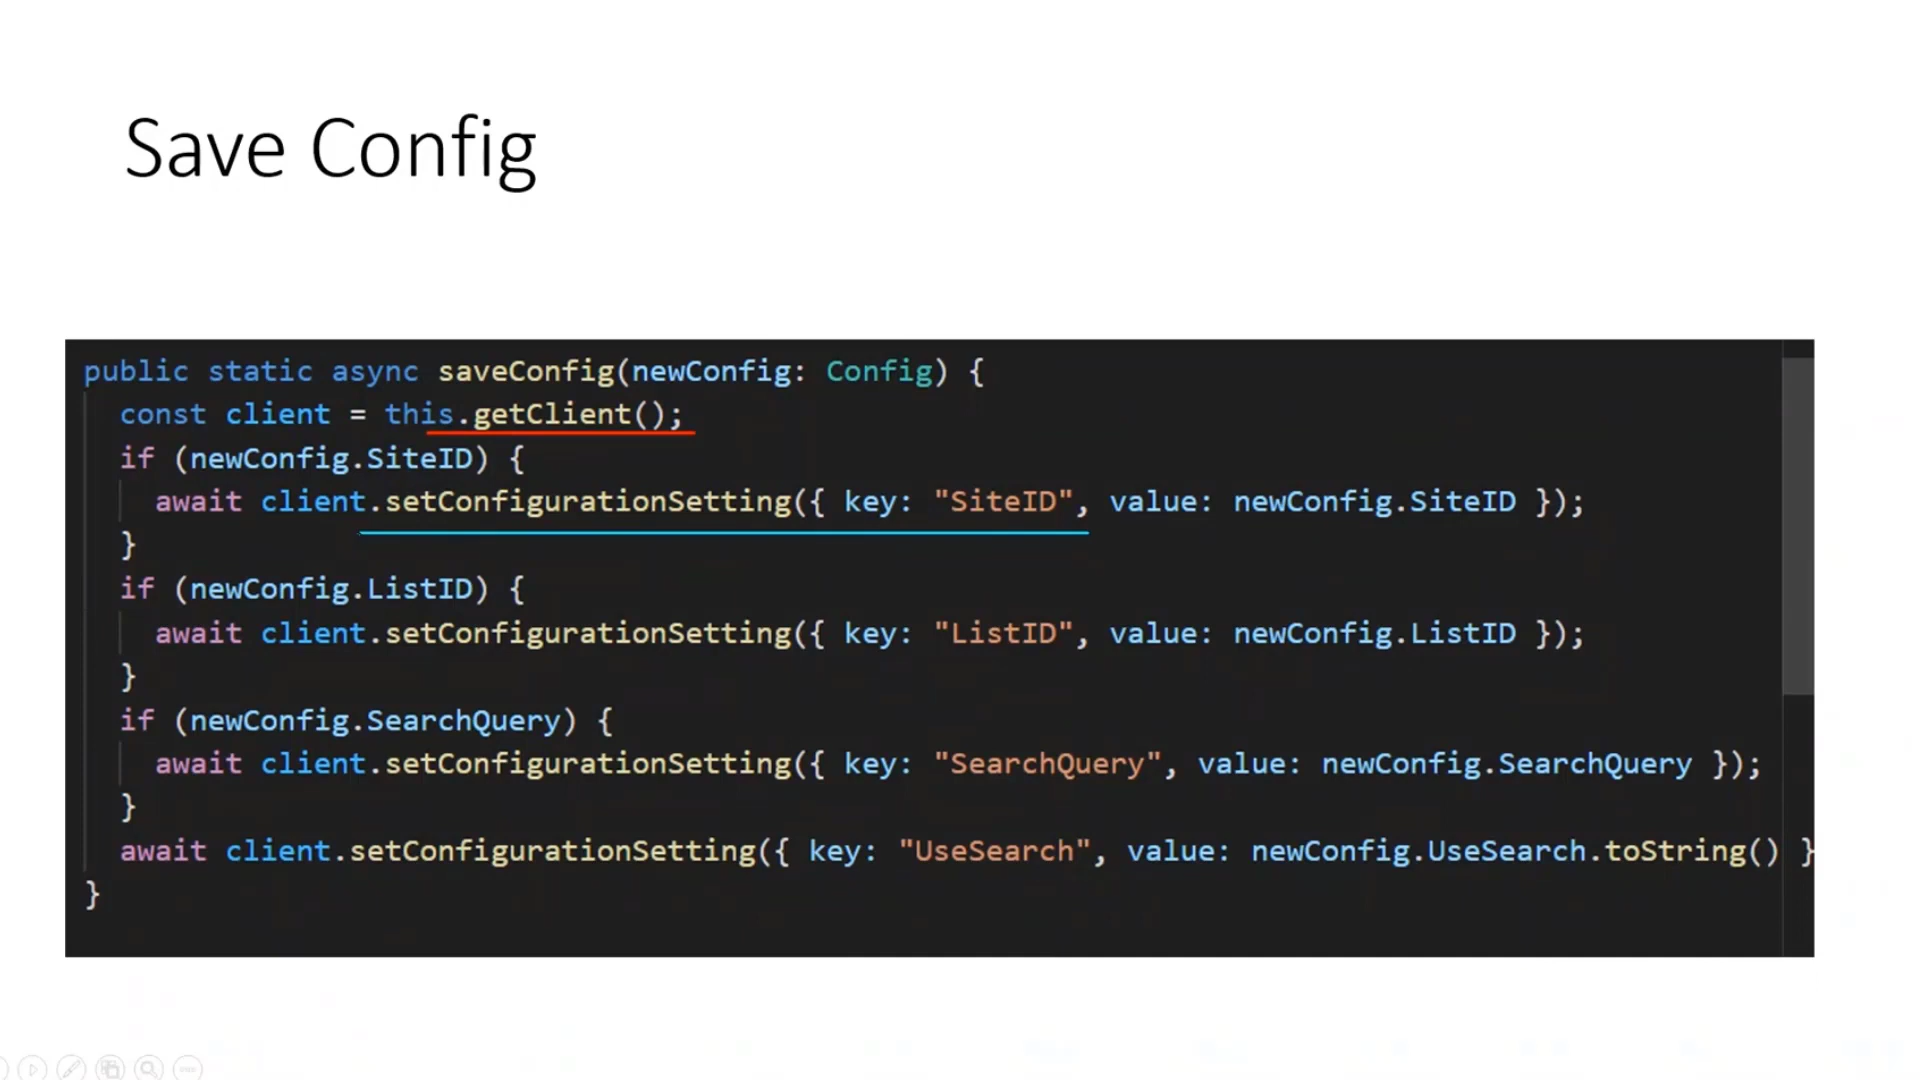 Save Config
public static async saveConfig(newConfig: Config) {
const client = this.getClient();
if (newConfig.SiteID) {
await client.setConfigurationSetting({ key: "SiteID", value: newConfig.SiteID });
}
if (newConfig.ListID) {
await client.setConfigurationSetting({ key: "ListID", value: newConfig.ListID });
}
if (newConfig.SearchQuery) {
await client.setConfigurationSetting({ key: "SearchQuery", value: newConfig.SearchQuery });
}
await client.setConfigurationSetting({ key: "UseSearch", value: newConfig.UseSearch.toString() }
}